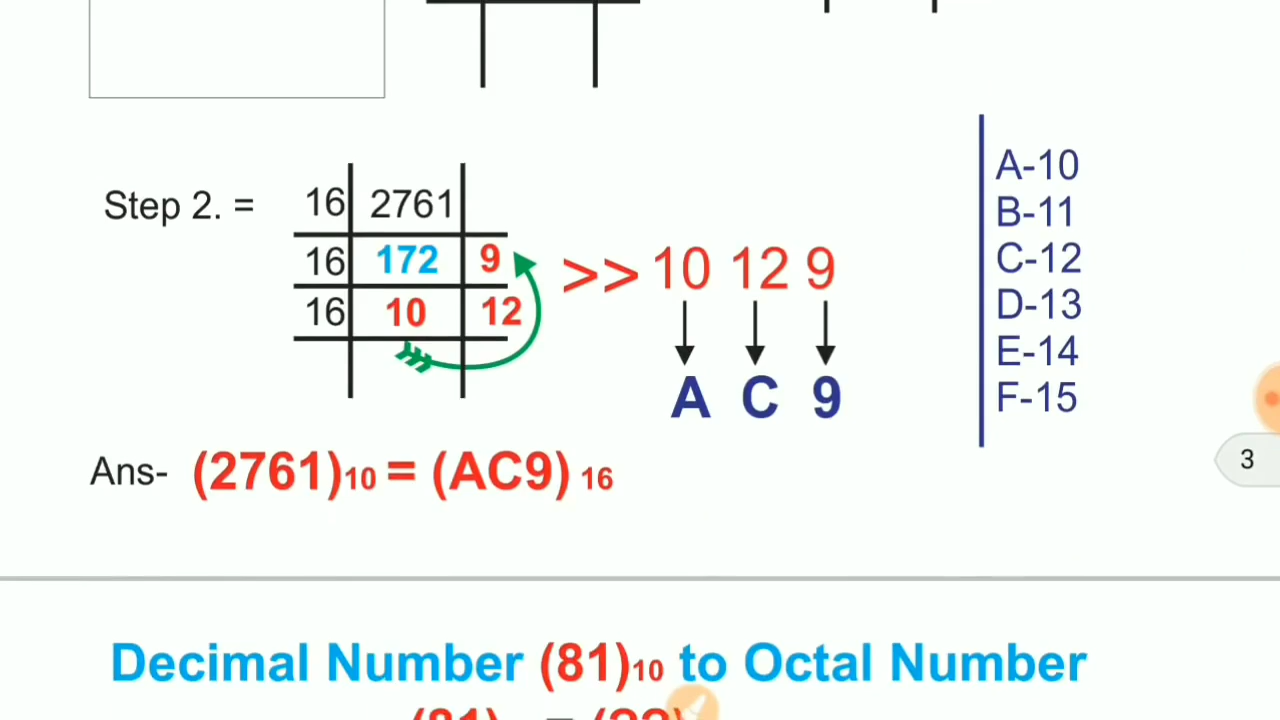 Step 2. = 16 2761
16 172 9
16 10 12
>> 10 12 9
A C 9
A-10
B-11
C-12
D-13
E-14
F-15
Ans- (2761)10 = (AC9) 16
3
Decimal Number (81)10 to Octal Number